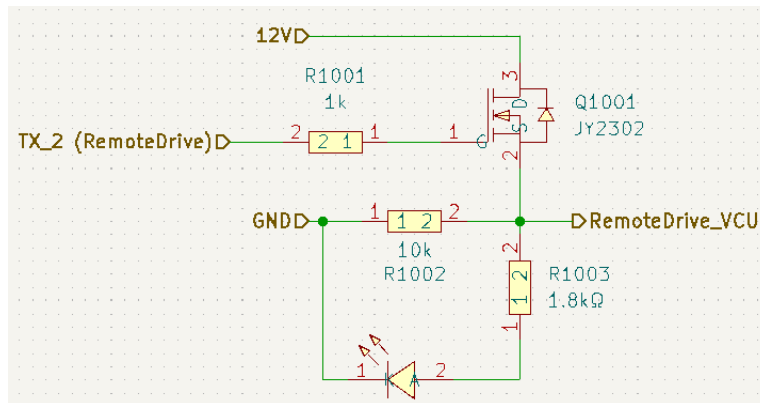 12V
R1001
1k
3
D
Q1001
JY2302
TX_2 (RemoteDrive)
2
2 1
1
1
G
S
2
GND
1
1 2
2
RemoteDrive_VCU
10k
R1002
2
1 2
R1003
1.8kΩ
1
1
K
A
2